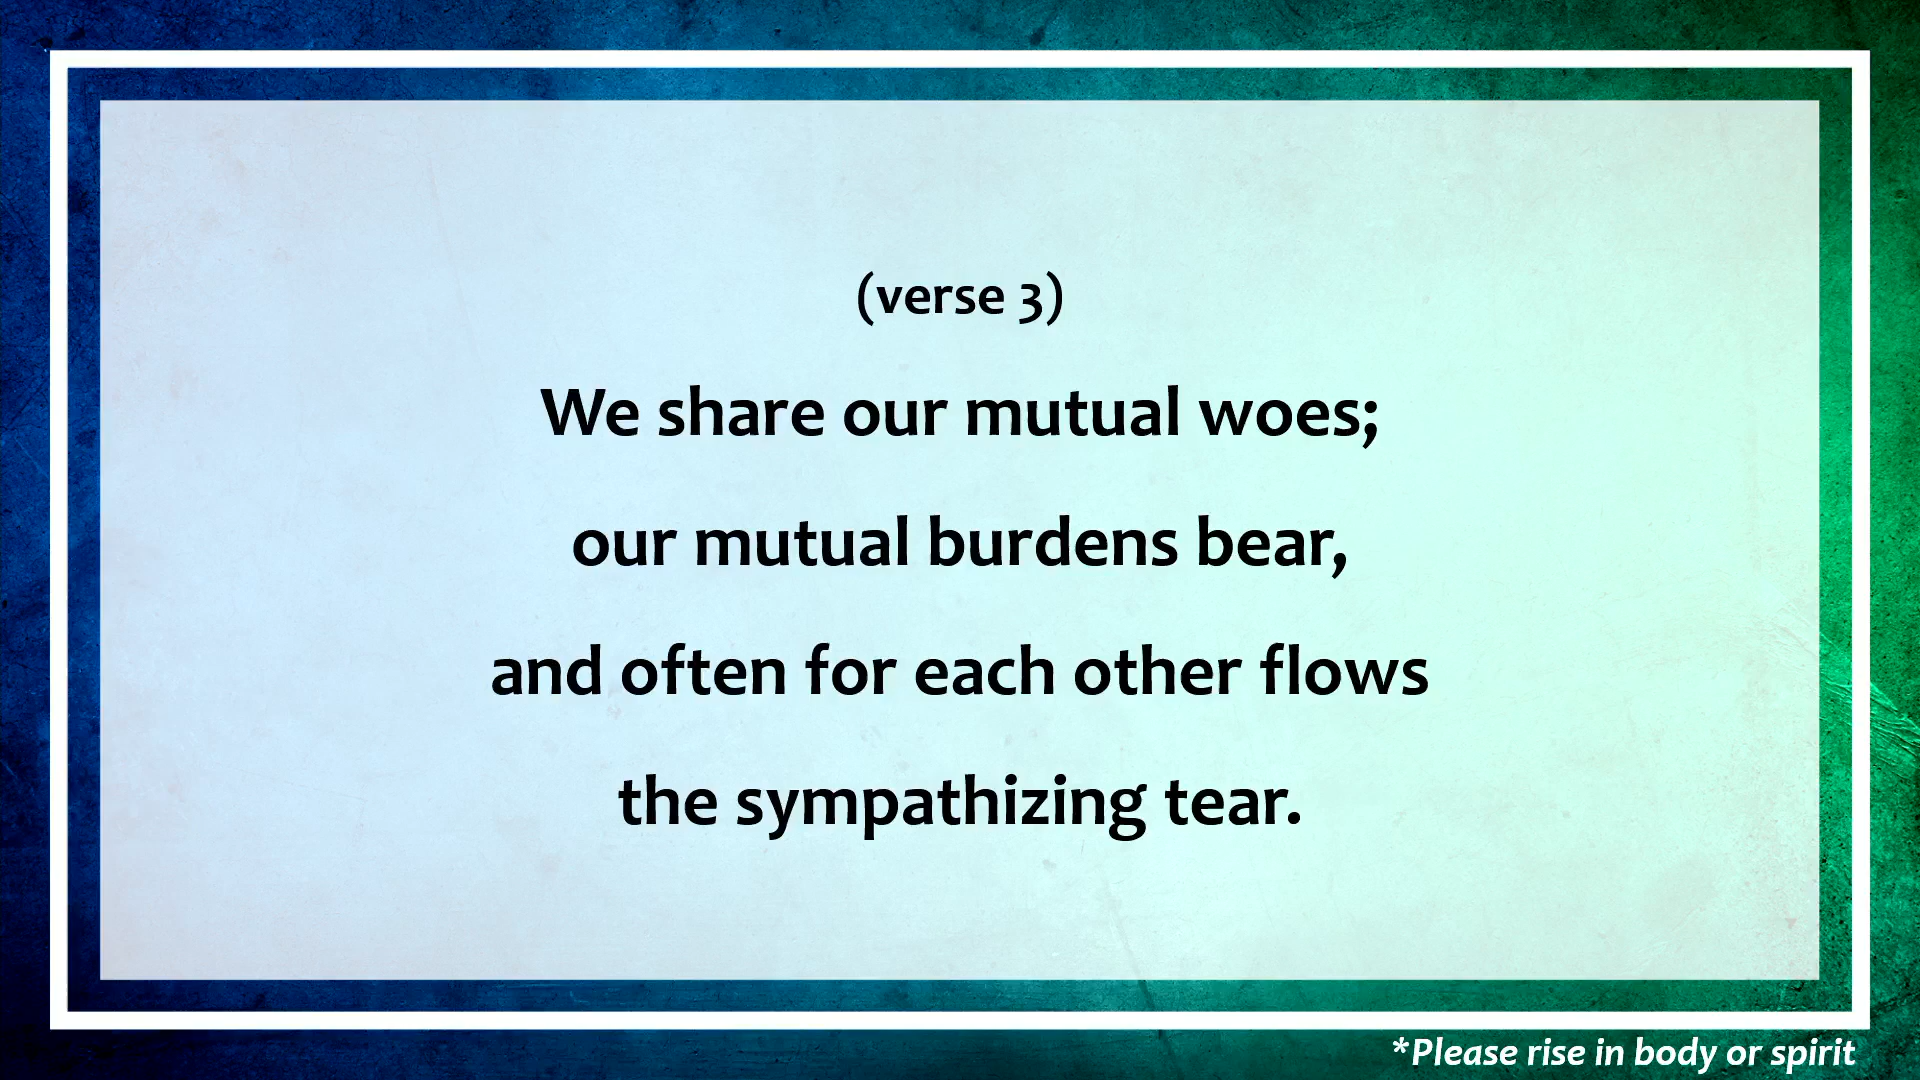 (verse 3)
We share our mutual woes;
our mutual burdens bear,
and often for each other flows
the sympathizing tear.
*Please rise in body or spirit